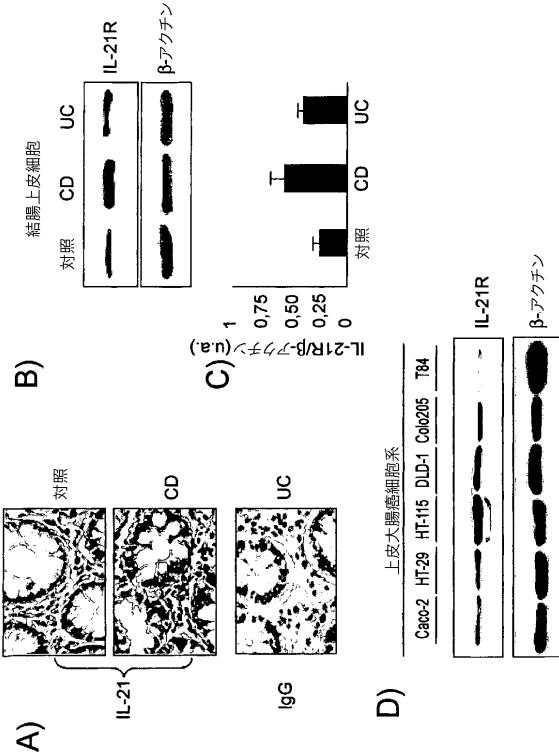 A)
IL-21
対照
CD
IgG
UC
B)
結腸上皮細胞
対照 CD UC
IL-21R
β-アクチン
C)
IL-21R/β-アクチン(u.a.)
1
0,75
0,50
0,25
0
対照 CD UC
D)
上皮大腸癌細胞系
Caco-2 HT-29 HT-115 DLD-1 Colo205 T84
IL-21R
β-アクチン